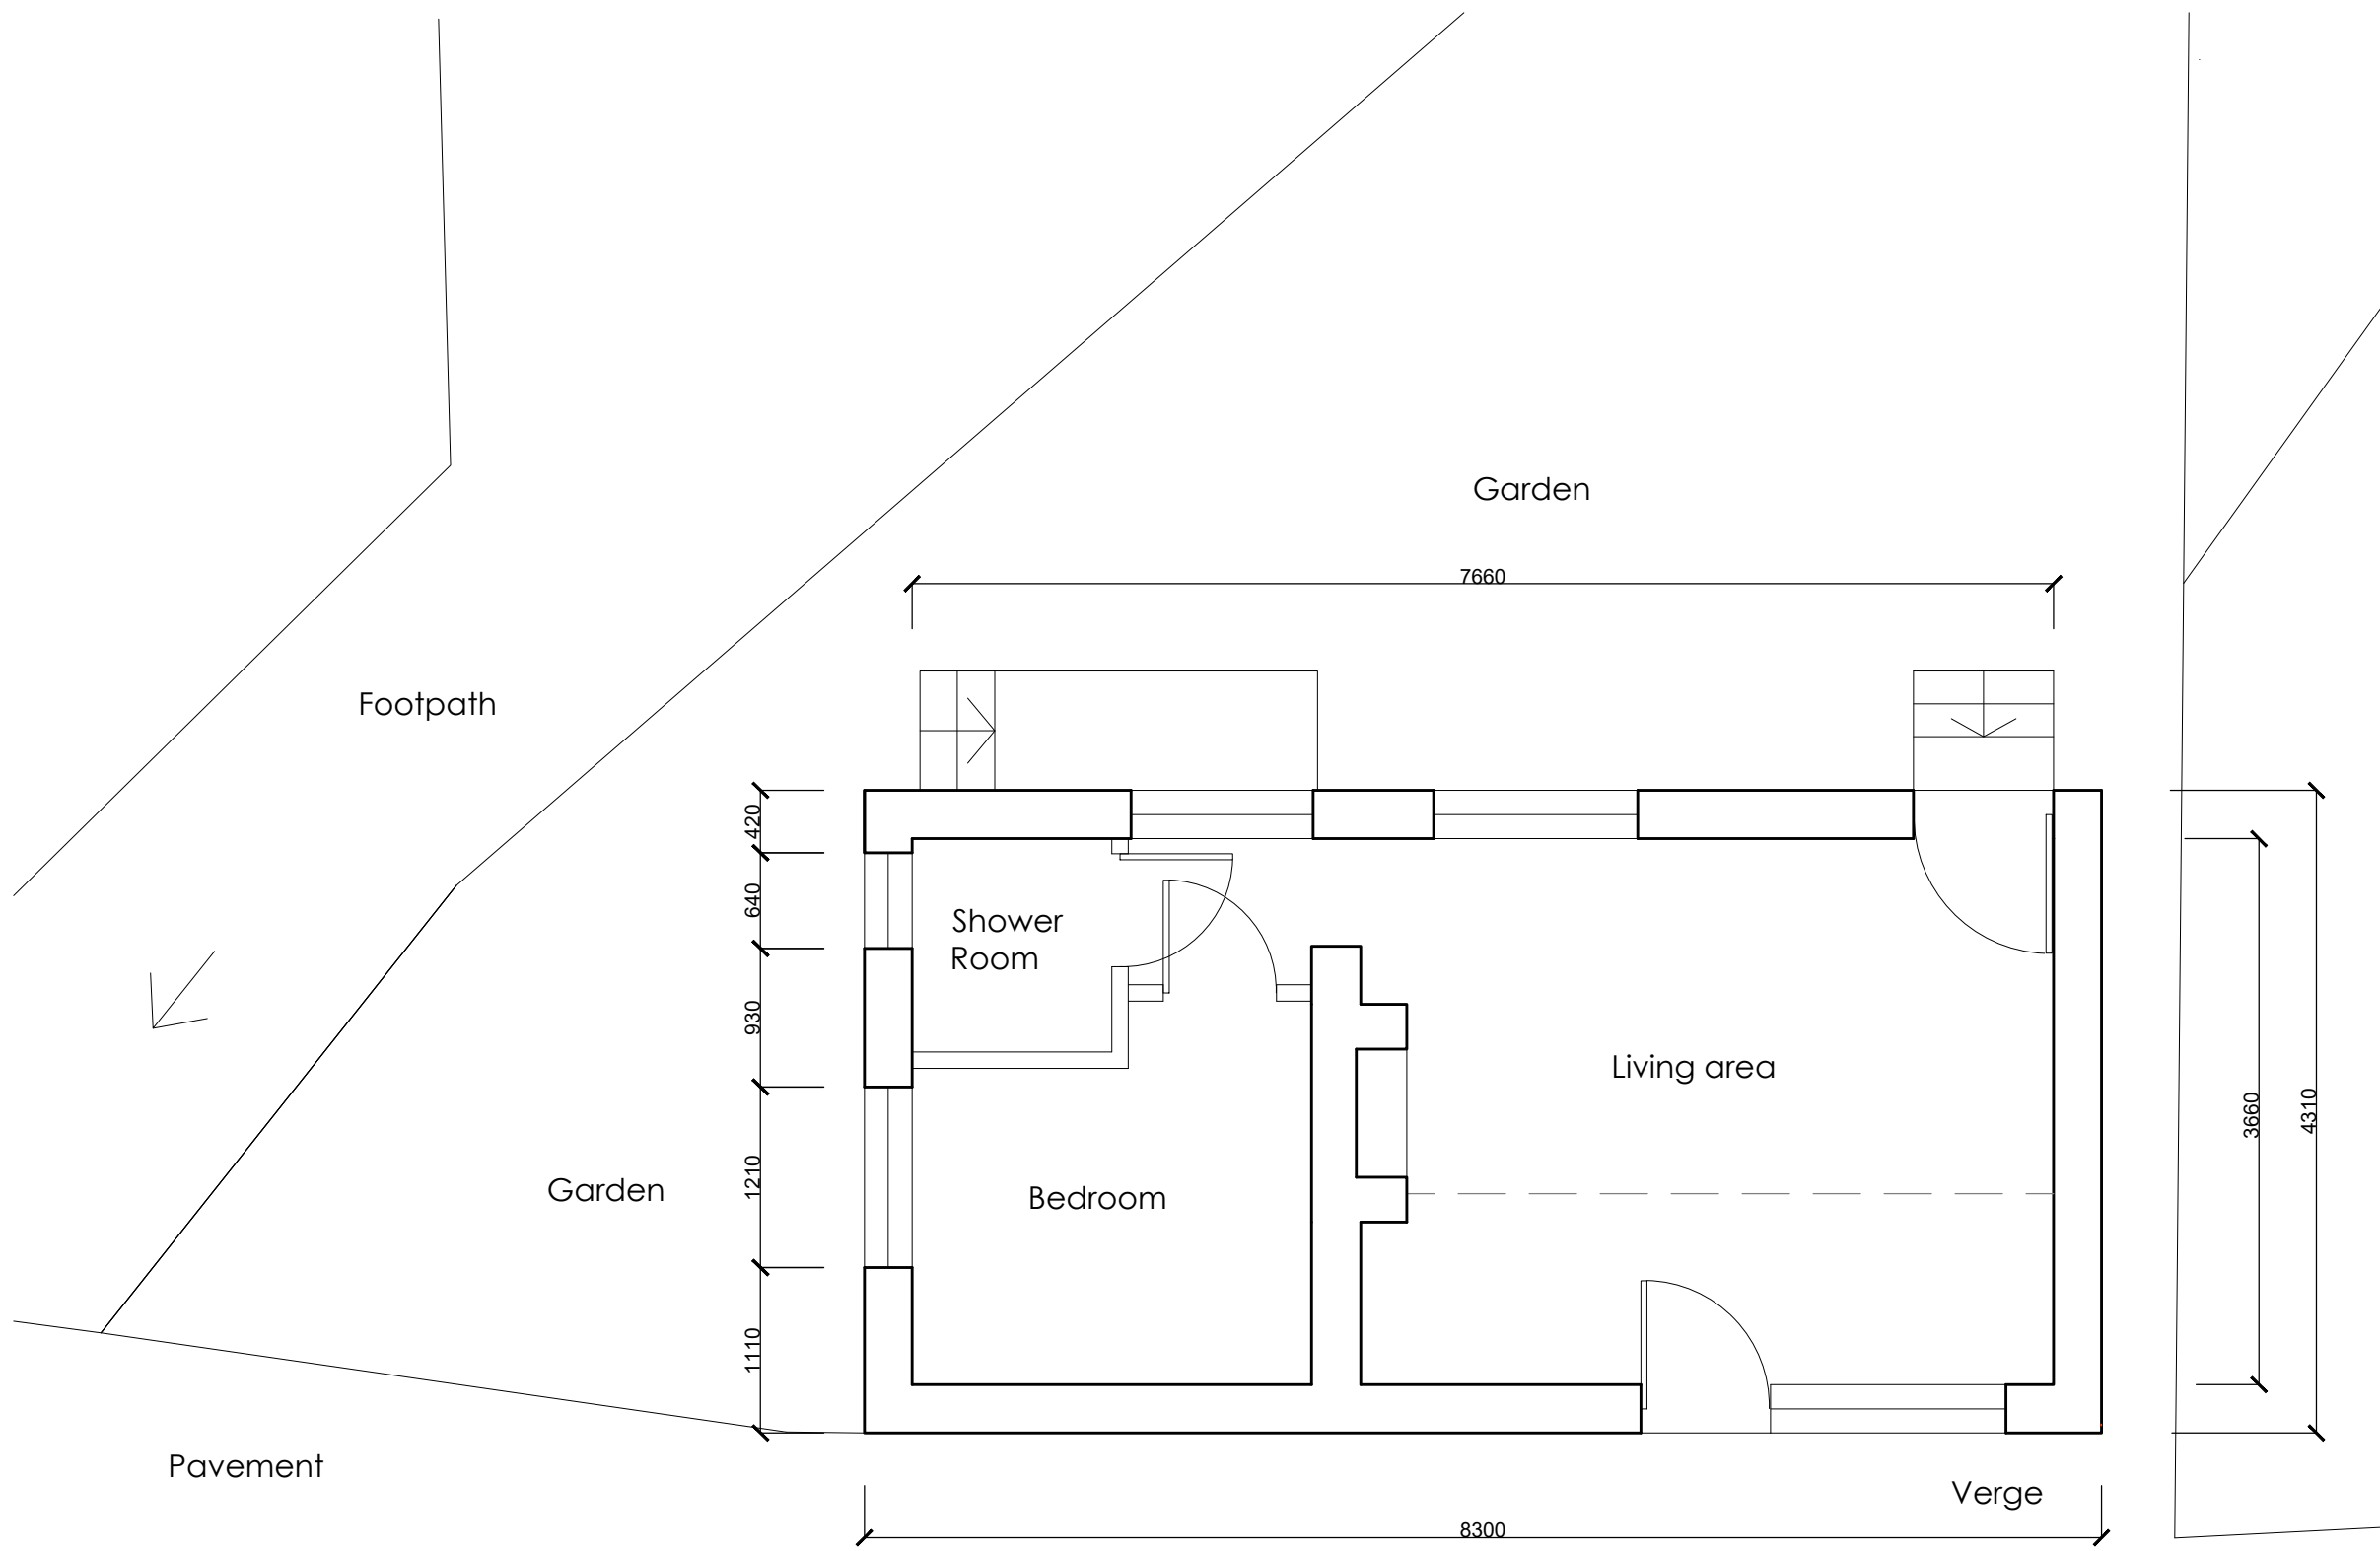 Garden
7660
Footpath
420
640
Shower
Room
930
Living area
3660
4310
1210
Garden
Bedroom
1110
Pavement
Verge
8300